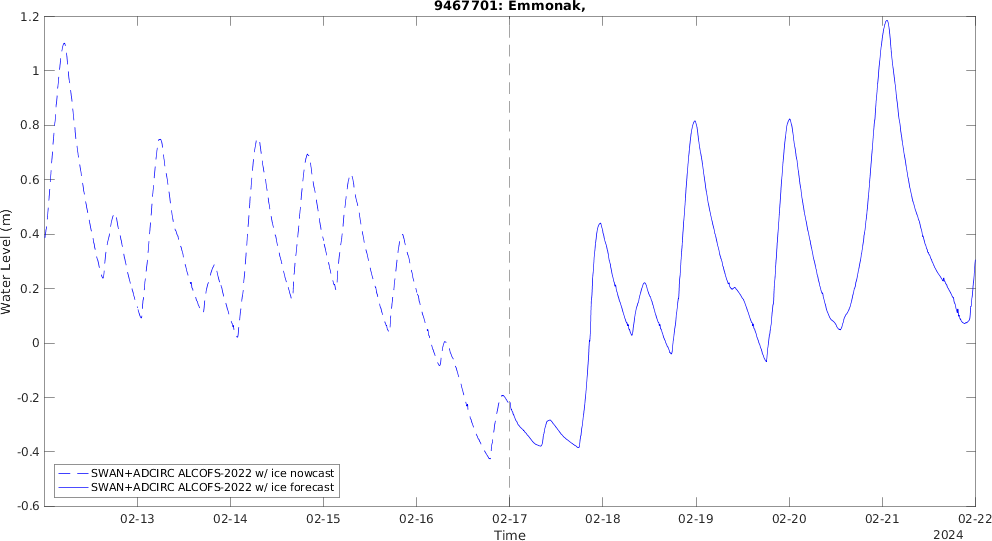 9467701: Emmonak,
1.2
1
0.8
0.6
0.4
0.2
0
-0.2
-0.4
-0.6
Water Level (m)
SWAN+ADCIRC ALCOFS-2022 w/ ice nowcast
SWAN+ADCIRC ALCOFS-2022 w/ ice forecast
02-13 02-14 02-15 02-16 02-17 02-18 02-19 02-20 02-21 02-22
Time
2024